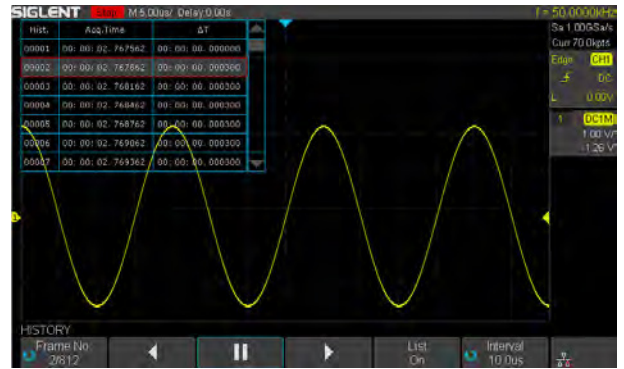 SIGLENT Stop M 5.00us/ Delay:0.00s f = 50.0000kHz
Sa 1.00GSa/s
Curr 70.0kpts
Edge CH1
DC
L 0.00V
1 DC1M
1.00 V/
-1.26 V
Hist. Acq.Time ΔT
00001 00: 00: 02. 767562 00: 00: 00. 000000
00002 00: 00: 02. 767862 00: 00: 00. 000300
00003 00: 00: 02. 768162 00: 00: 00. 000300
00004 00: 00: 02. 768462 00: 00: 00. 000300
00005 00: 00: 02. 768762 00: 00: 00. 000300
00006 00: 00: 02. 769062 00: 00: 00. 000300
00007 00: 00: 02. 769362 00: 00: 00. 000300
1
HISTORY
Frame No.
2/812
List
On
Interval
10.0us